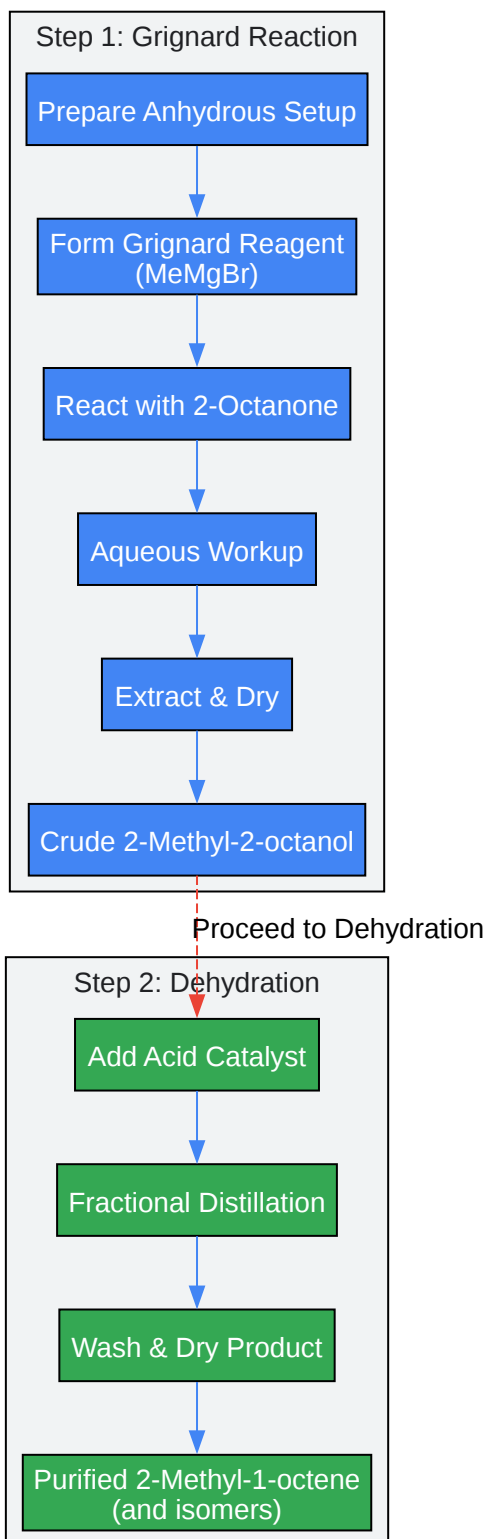 Step 1: Grignard Reaction
Prepare Anhydrous Setup
Form Grignard Reagent
(MeMgBr)
React with 2-Octanone
Aqueous Workup
Extract & Dry
Crude 2-Methyl-2-octanol
Proceed to Dehydration
Step 2: Dehydration
Add Acid Catalyst
Fractional Distillation
Wash & Dry Product
Purified 2-Methyl-1-octene
(and isomers)